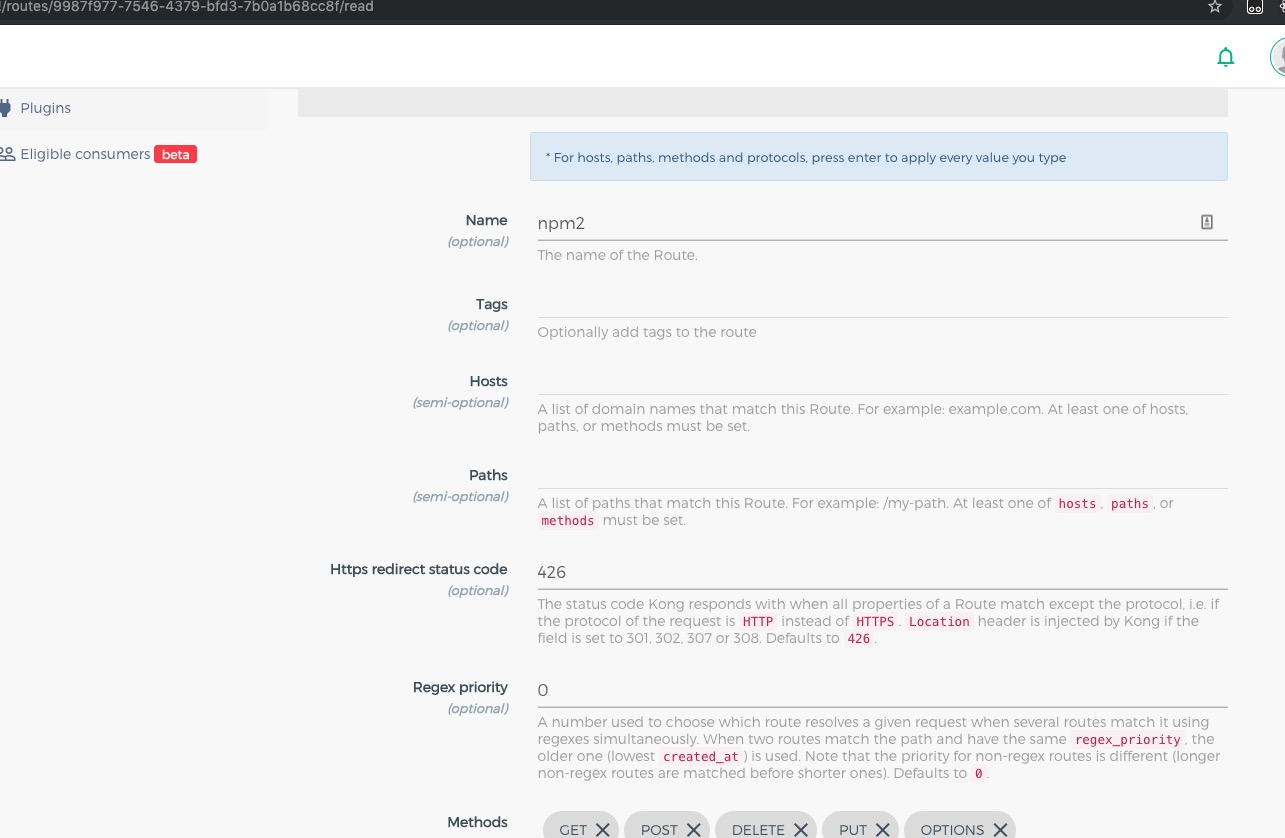 /routes/9987f977-7546-4379-bfd3-7b0a1b68cc8f/read
Plugins
Eligible consumers beta
* For hosts, paths, methods and protocols, press enter to apply every value you type
Name
(optional)
npm2
The name of the Route.
Tags
(optional)
Optionally add tags to the route
Hosts
(semi-optional)
A list of domain names that match this Route. For example: example.com. At least one of hosts,
paths, or methods must be set.
Paths
(semi-optional)
A list of paths that match this Route. For example: /my-path. At least one of hosts , paths , or
methods must be set.
Https redirect status code
(optional)
426
The status code Kong responds with when all properties of a Route match except the protocol, i.e. if
the protocol of the request is HTTP instead of HTTPS . Location header is injected by Kong if the
field is set to 301, 302, 307 or 308. Defaults to 426 .
Regex priority
(optional)
0
A number used to choose which route resolves a given request when several routes match it using
regexes simultaneously. When two routes match the path and have the same regex_priority , the
older one (lowest created_at ) is used. Note that the priority for non-regex routes is different (longer
non-regex routes are matched before shorter ones). Defaults to 0 .
Methods
GET POST DELETE PUT OPTIONS